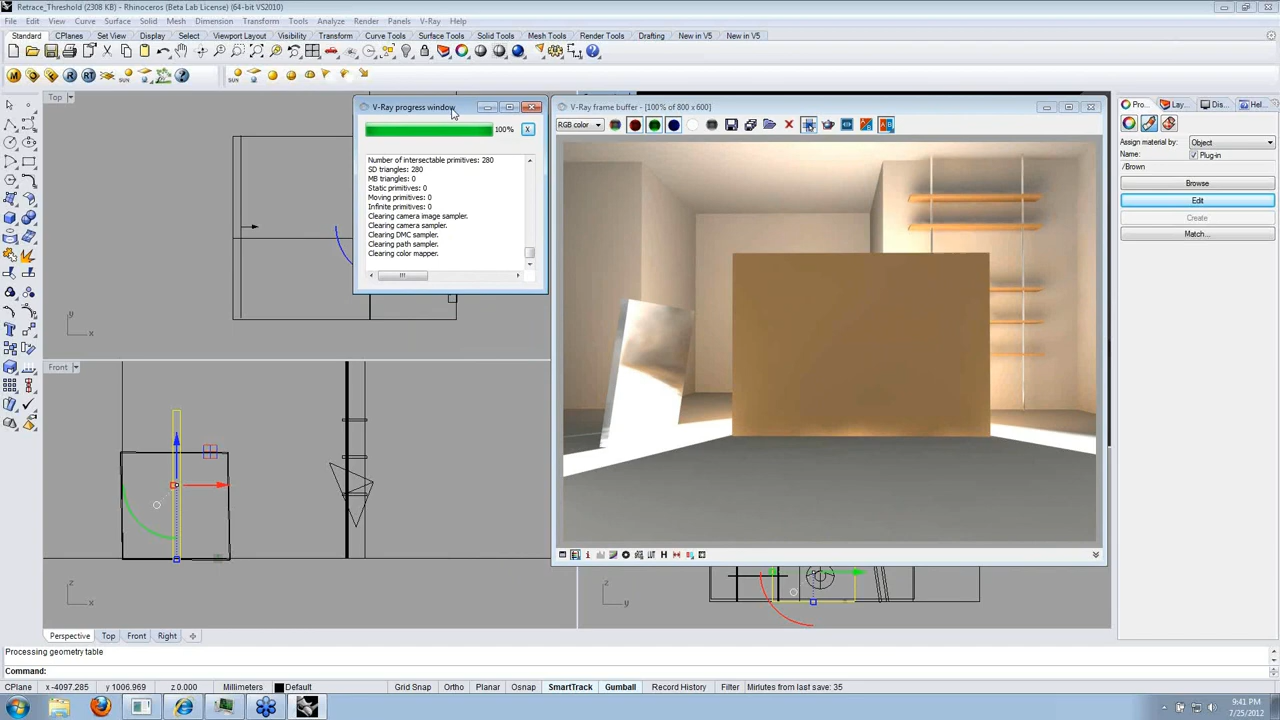 Retrace_Threshold (2308 KB) - Rhinoceros (Beta Lab License) (64-bit VS2010)
File Edit View Curve Surface Solid Mesh Dimension Transform Tools Analyze Render Panels V-Ray Help
Standard CPlanes Set View Display Select Viewport Layout Visibility Transform Curve Tools Surface Tools Solid Tools Mesh Tools Render Tools Drafting New in V5 New in V5
M R RT SUN ? SUN
Top
V-Ray progress window
100% X
Number of intersectable primitives: 280
SD triangles: 280
MB triangles: 0
Static primitives: 0
Moving primitives: 0
Infinite primitives: 0
Clearing camera image sampler.
Clearing camera sampler.
Clearing DMC sampler.
Clearing path sampler.
Clearing color mapper.
V-Ray frame buffer - [100% of 800 x 600]
RGB color
Pro... Lay... Dis... Hel...
Assign material by: Object
Name: Plug-in
/Brown
Browse
Edit
Create
Match...
y
x
Front
z
x
z
y
Perspective Top Front Right
Processing geometry table
Command:
CPlane x -4097.285 y 1006.969 z 0.000 Millimeters Default Grid Snap Ortho Planar Osnap SmartTrack Gumball Record History Filter Minutes from last save: 35
9:41 PM
7/25/2012